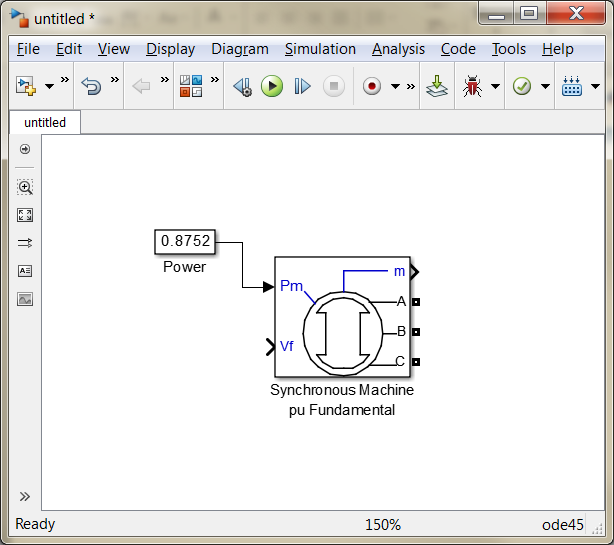 untitled *
File Edit View Display Diagram Simulation Analysis Code Tools Help
» » » » »
untitled
0.8752
Power
Pm
m
A
B
Vf
C
Synchronous Machine
pu Fundamental
»
Ready 150% ode45